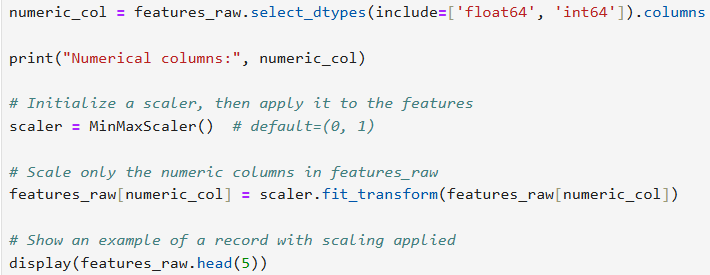 numeric_col = features_raw.select_dtypes(include=['float64', 'int64']).columns
print("Numerical columns:", numeric_col)
# Initialize a scaler, then apply it to the features
scaler = MinMaxScaler()  # default=(0, 1)
# Scale only the numeric columns in features_raw
features_raw[numeric_col] = scaler.fit_transform(features_raw[numeric_col])
# Show an example of a record with scaling applied
display(features_raw.head(5))